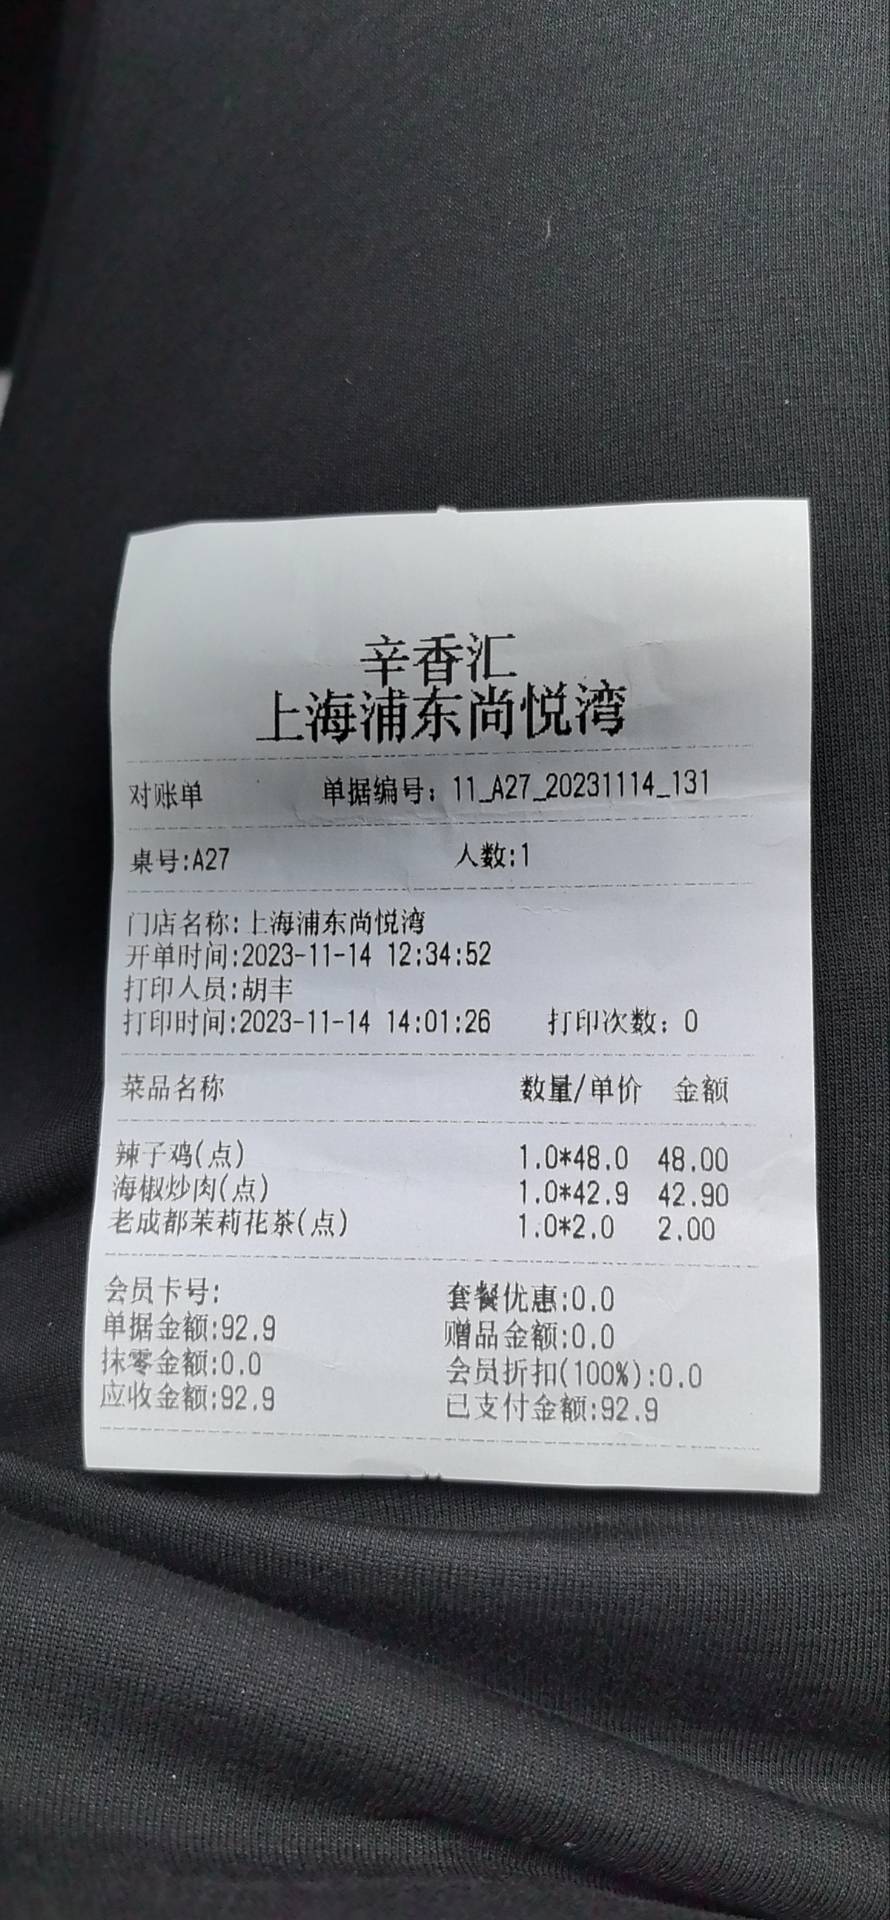 辛香汇
上海浦东尚悦湾
对账单 单据编号：11_A27_20231114_131
桌号:A27 人数:1
门店名称:上海浦东尚悦湾
开单时间:2023-11-14 12:34:52
打印人员:胡丰
打印时间:2023-11-14 14:01:26 打印次数：0
菜品名称 数量/单价 金额
辣子鸡(点) 1.0*48.0 48.00
海椒炒肉(点) 1.0*42.9 42.90
老成都茉莉花茶(点) 1.0*2.0 2.00
会员卡号: 套餐优惠:0.0
单据金额:92.9 赠品金额:0.0
抹零金额:0.0 会员折扣(100%):0.0
应收金额:92.9 已支付金额:92.9